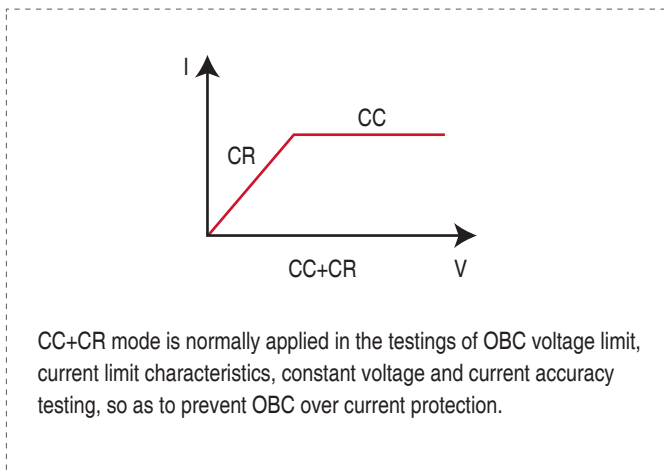 I
CC
CR
CC+CR
V
CC+CR mode is normally applied in the testings of OBC voltage limit,
current limit characteristics, constant voltage and current accuracy
testing, so as to prevent OBC over current protection.